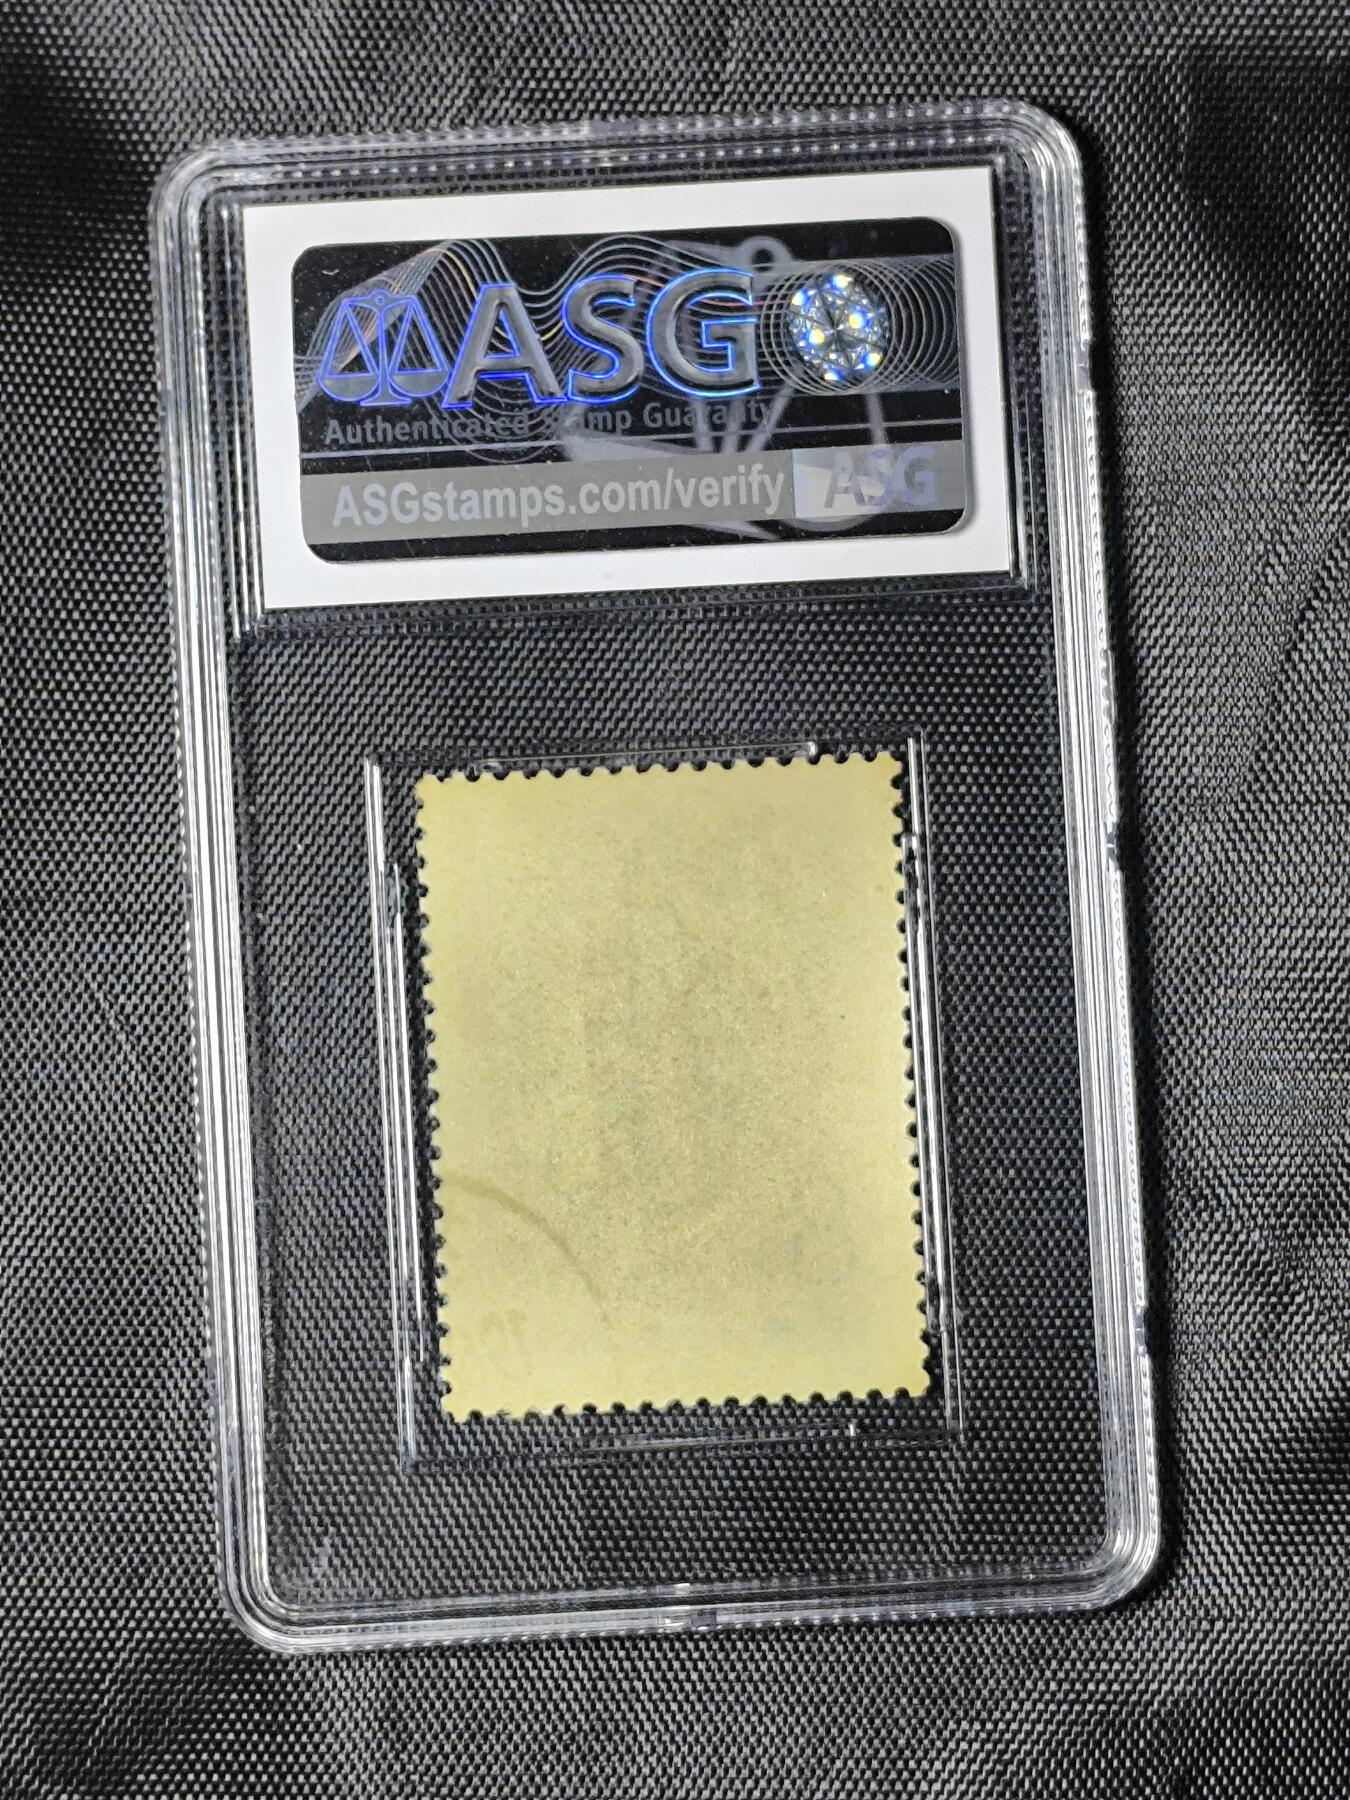 ASG
Authenticated Stamp Guaranty
ASGstamps.com/verify ASG